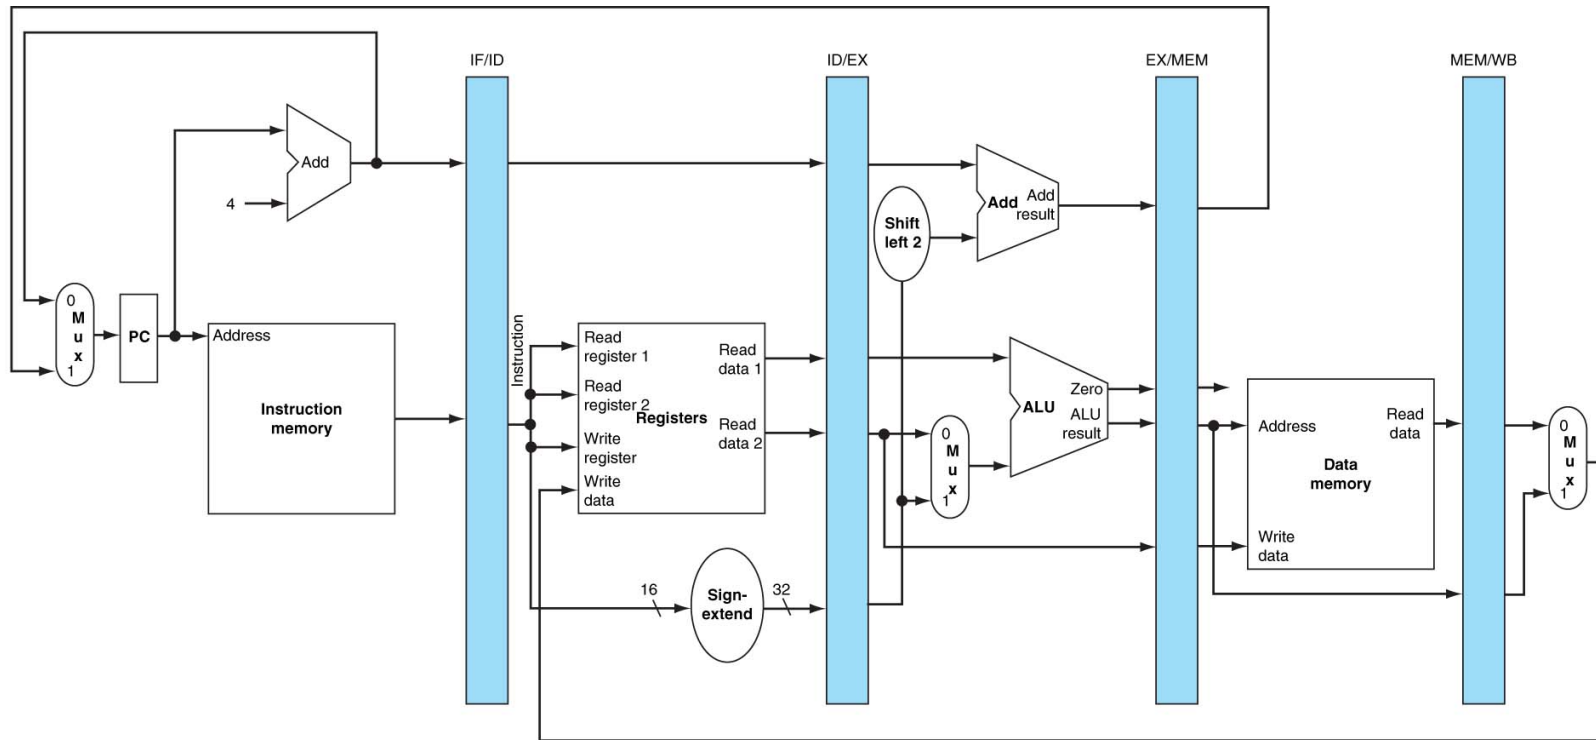 IF/ID
ID/EX
EX/MEM
MEM/WB
Add
4
Add
Add
result
Shift
left 2
0
M
u
x
1
PC
Address
Instruction
memory
Instruction
Read
register 1
Read
register 2
Write
register
Write
data
Registers
Read
data 1
Read
data 2
16
Sign-
extend
32
0
M
u
x
1
ALU
Zero
ALU
result
Address
Read
data
Data
memory
Write
data
0
M
u
x
1